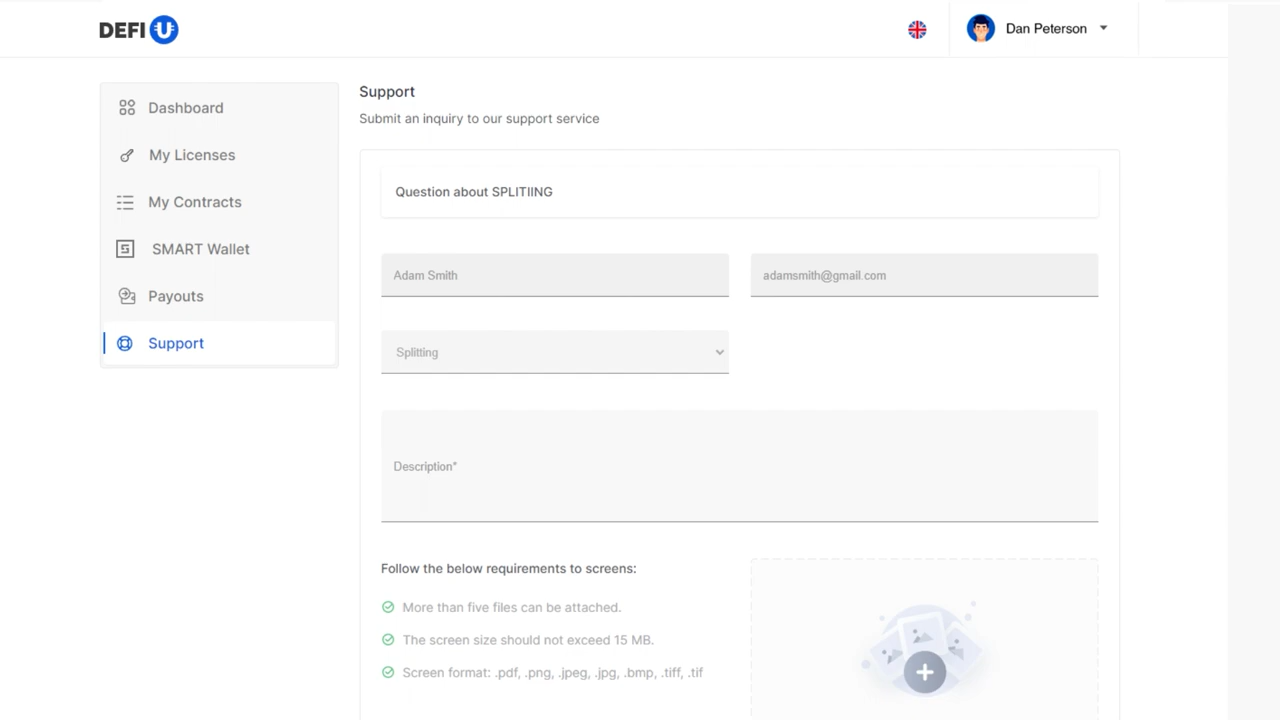 DEFI U
Dan Peterson
Dashboard
My Licenses
My Contracts
SMART Wallet
Payouts
Support
Support
Submit an inquiry to our support service
Question about SPLITIING
Adam Smith
adamsmith@gmail.com
Splitting
Description*
Follow the below requirements to screens:
More than five files can be attached.
The screen size should not exceed 15 MB.
Screen format: .pdf, .png, .jpeg, .jpg, .bmp, .tiff, .tif